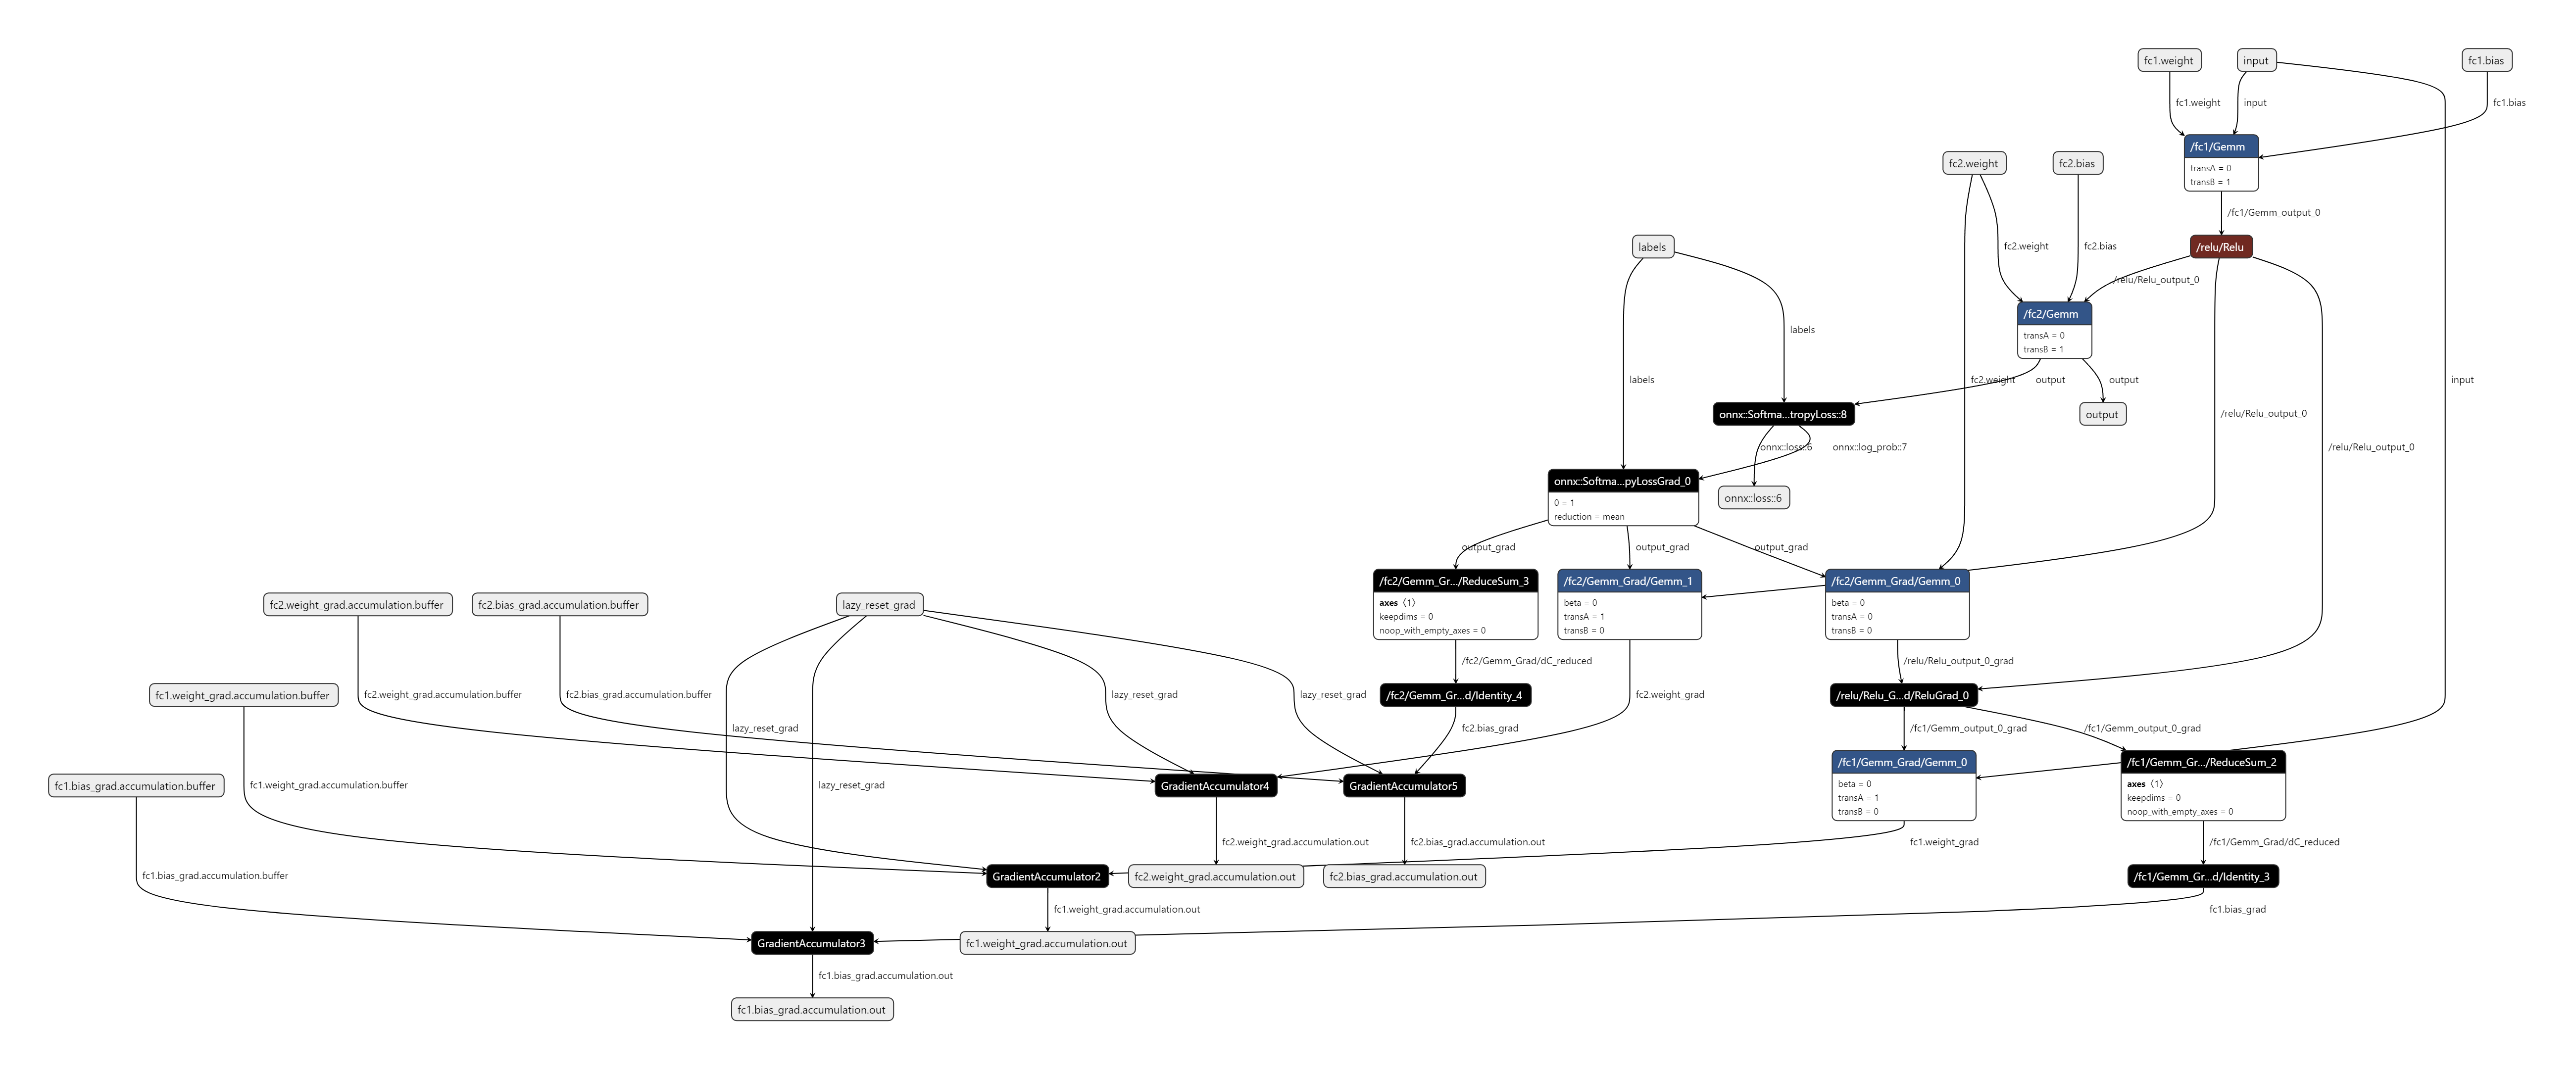 fc1.weight
input
fc1.bias
fc1.weight
input
fc1.bias
/fc1/Gemm
transA = 0
transB = 1
fc2.weight
fc2.bias
/fc1/Gemm_output_0
labels
fc2.weight
fc2.bias
/relu/Relu
/relu/Relu_output_0
/fc2/Gemm
transA = 0
transB = 1
labels
labels
fc2.weight
output
output
input
onnx::Softma...tropyLoss::8
output
/relu/Relu_output_0
onnx::loss::6
onnx::log_prob::7
/relu/Relu_output_0
onnx::Softma...pyLossGrad_0
0 = 1
reduction = mean
onnx::loss::6
output_grad
output_grad
output_grad
/fc2/Gemm_Gr.../ReduceSum_3
axes 〈1〉
keepdims = 0
noop_with_empty_axes = 0
/fc2/Gemm_Grad/Gemm_1
beta = 0
transA = 1
transB = 0
/fc2/Gemm_Grad/Gemm_0
beta = 0
transA = 0
transB = 0
fc2.weight_grad.accumulation.buffer
fc2.bias_grad.accumulation.buffer
lazy_reset_grad
/fc2/Gemm_Grad/dC_reduced
/relu/Relu_output_0_grad
fc1.weight_grad.accumulation.buffer
fc2.weight_grad.accumulation.buffer
fc2.bias_grad.accumulation.buffer
lazy_reset_grad
lazy_reset_grad
/fc2/Gemm_Gr...d/Identity_4
fc2.weight_grad
/relu/Relu_G...d/ReluGrad_0
lazy_reset_grad
fc2.bias_grad
/fc1/Gemm_output_0_grad
/fc1/Gemm_output_0_grad
fc1.bias_grad.accumulation.buffer
fc1.weight_grad.accumulation.buffer
lazy_reset_grad
GradientAccumulator4
GradientAccumulator5
/fc1/Gemm_Grad/Gemm_0
beta = 0
transA = 1
transB = 0
/fc1/Gemm_Gr.../ReduceSum_2
axes 〈1〉
keepdims = 0
noop_with_empty_axes = 0
fc2.weight_grad.accumulation.out
fc2.bias_grad.accumulation.out
fc1.weight_grad
/fc1/Gemm_Grad/dC_reduced
fc1.bias_grad.accumulation.buffer
GradientAccumulator2
fc2.weight_grad.accumulation.out
fc2.bias_grad.accumulation.out
/fc1/Gemm_Gr...d/Identity_3
fc1.weight_grad.accumulation.out
fc1.bias_grad
GradientAccumulator3
fc1.weight_grad.accumulation.out
fc1.bias_grad.accumulation.out
fc1.bias_grad.accumulation.out